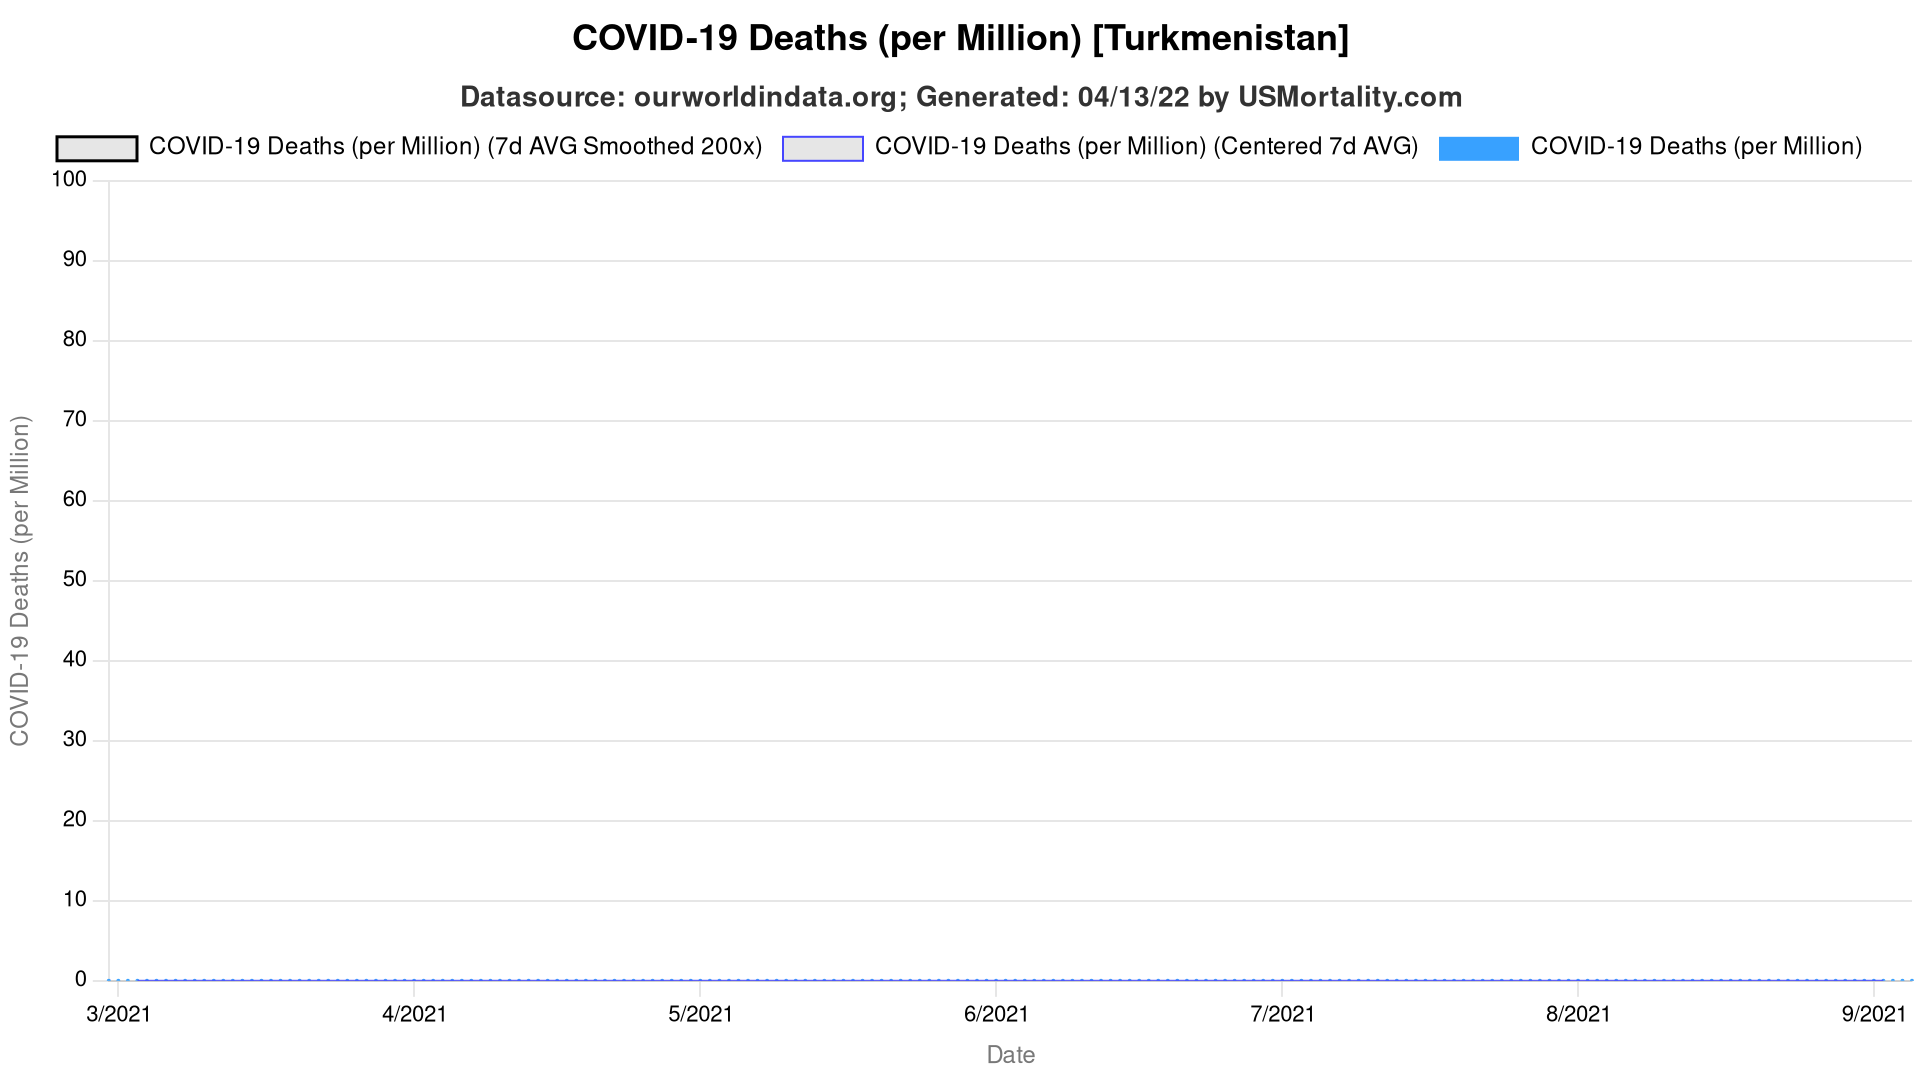 COVID-19 Deaths (per Million) [Turkmenistan]
Datasource: ourworldindata.org; Generated: 04/13/22 by USMortality.com
COVID-19 Deaths (per Million) (7d AVG Smoothed 200x) COVID-19 Deaths (per Million) (Centered 7d AVG) COVID-19 Deaths (per Million)
100
90
80
70
60
50
40
30
20
10
0
COVID-19 Deaths (per Million)
3/2021 4/2021 5/2021 6/2021 7/2021 8/2021 9/2021
Date